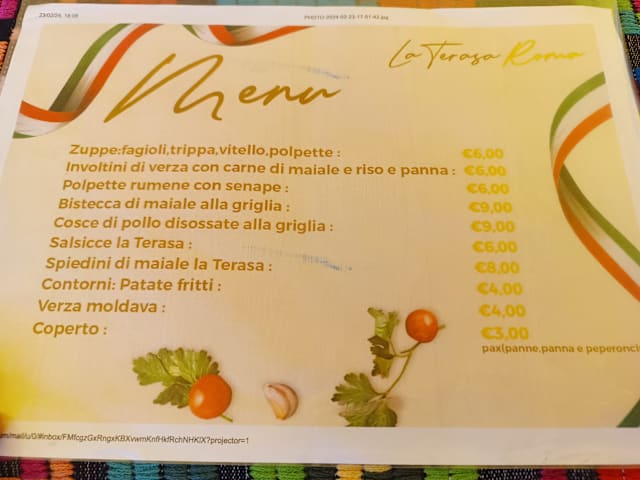 23/02/24, 18:08
PHOTO-2024-02-23-17-51-42.jpg
La Terasa Roma
Menu
Zuppe:fagioli,trippa,vitello,polpette : €6,00
Involtini di verza con carne di maiale e riso e panna : €6,00
Polpette rumene con senape : €6,00
Bistecca di maiale alla griglia : €9,00
Cosce di pollo disossate alla griglia : €9,00
Salsicce la Terasa : €6,00
Spiedini di maiale la Terasa : €8,00
Contorni: Patate fritti : €4,00
Verza moldava : €4,00
Coperto : €3,00
pax(panne,panna e peperonci